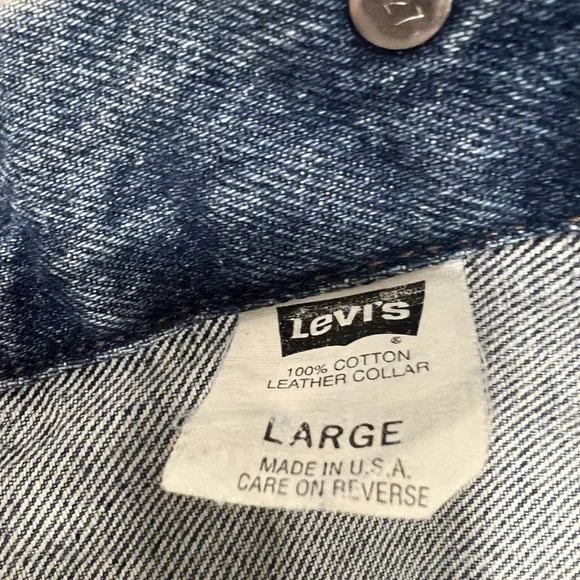 Levi's
®
100% COTTON
LEATHER COLLAR
LARGE
MADE IN U.S.A.
CARE ON REVERSE